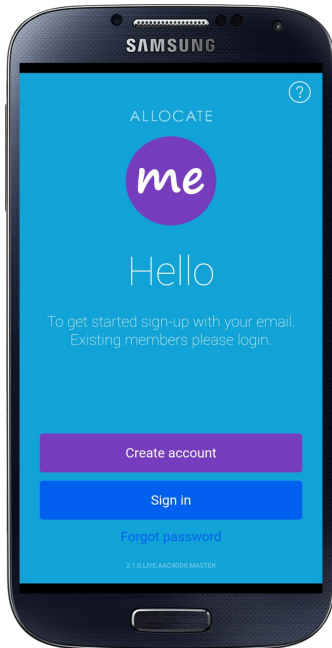 SAMSUNG
?
ALLOCATE
me
Hello
To get started sign-up with your email.
Existing members please login.
Create account
Sign in
Forgot password
2.1.0.LIVE.AAC4DD0.MASTER